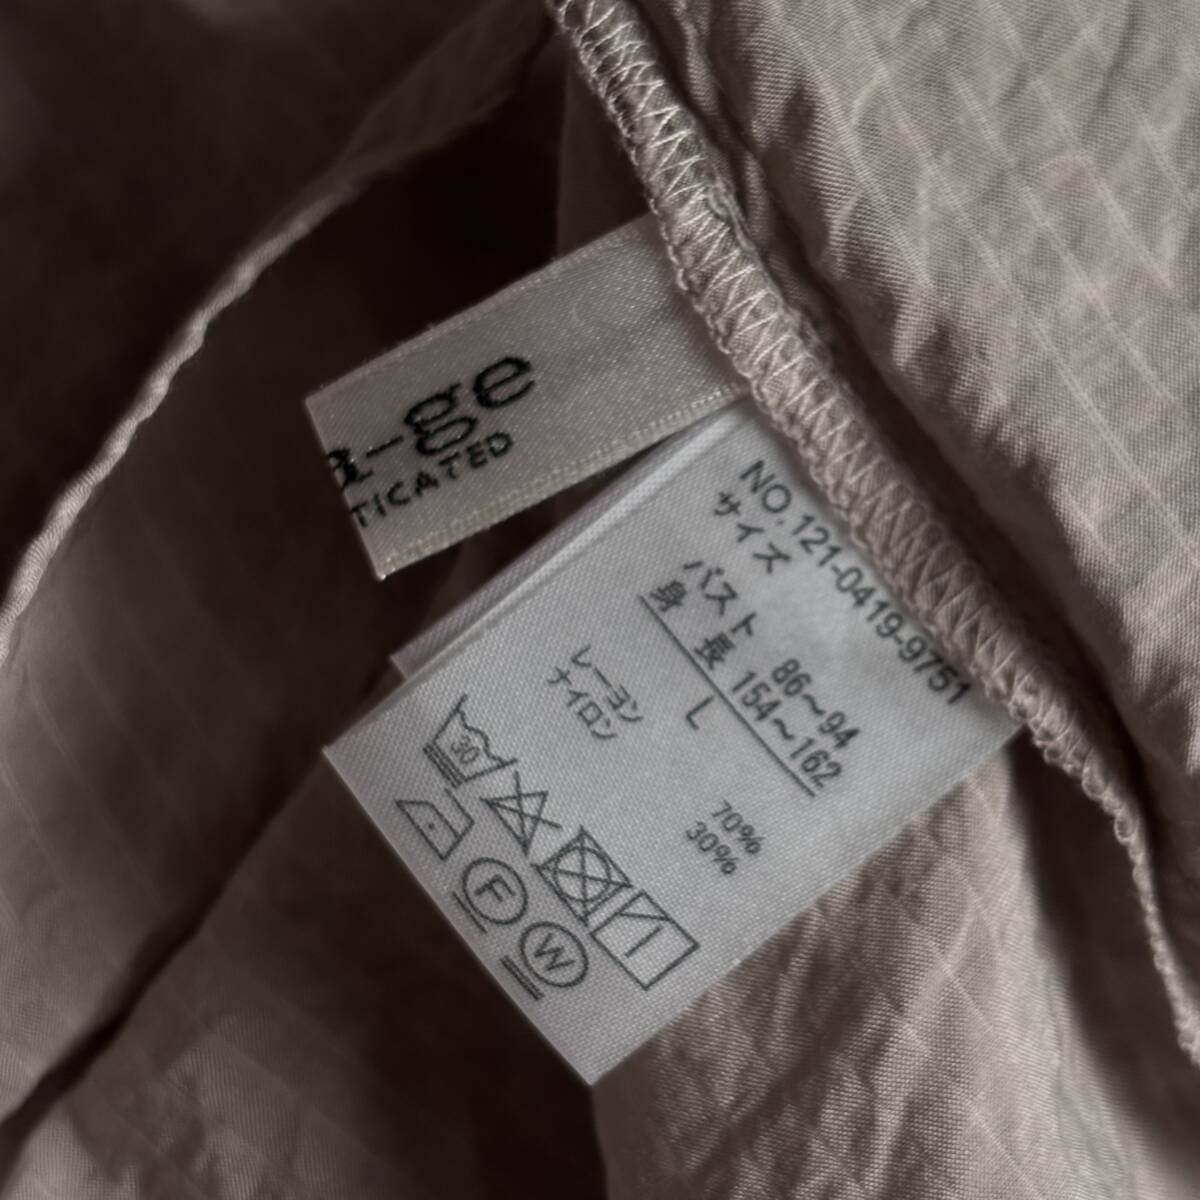 -ge
TICATED
NO.121-0419-9751
サイズ
バスト 86〜94
身長 154〜162
L
レーヨン 70%
ナイロン 30%
30
F
W